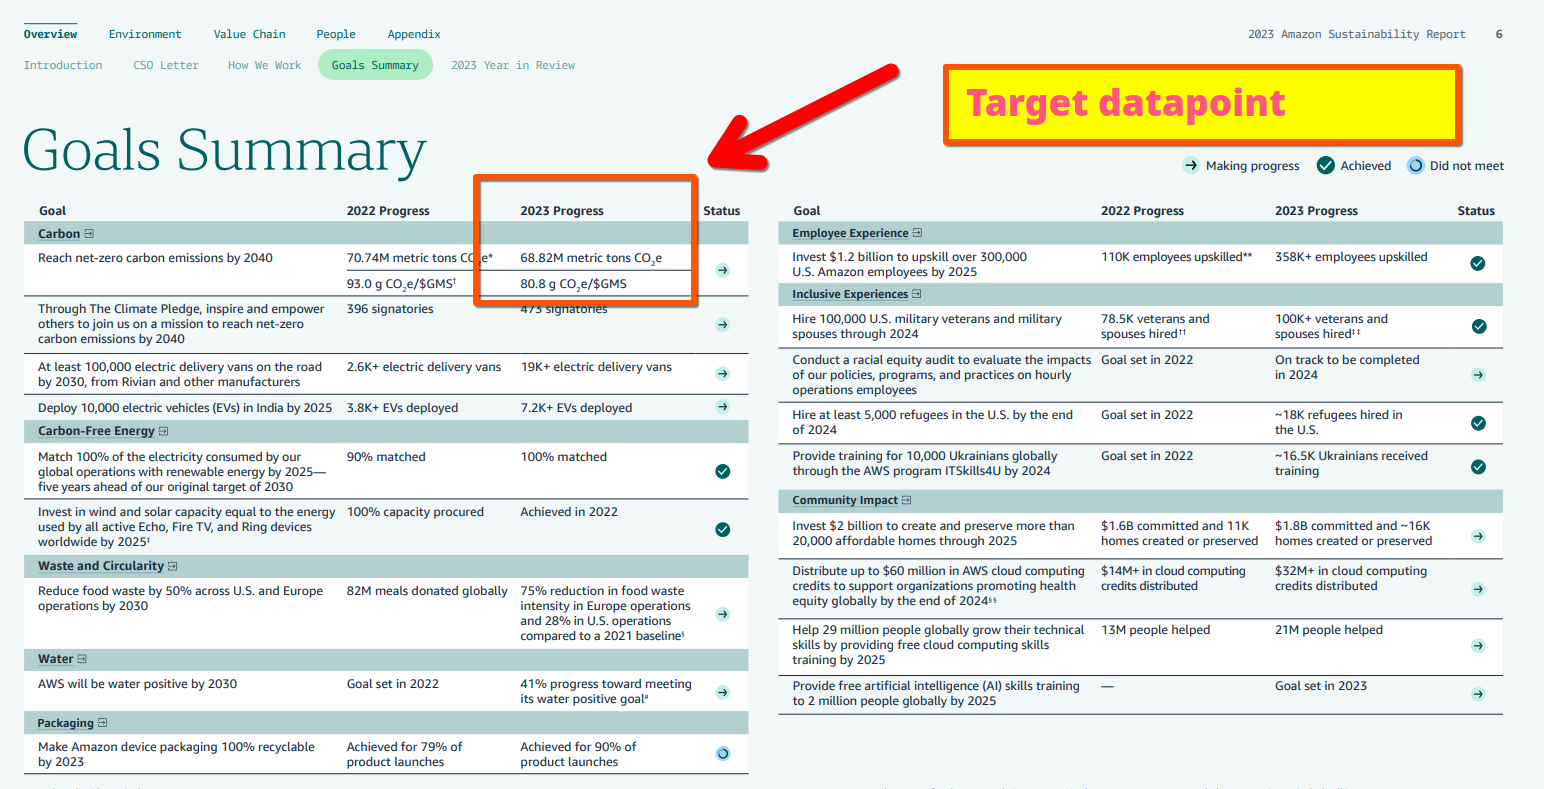 Overview Environment Value Chain People Appendix
2023 Amazon Sustainability Report 6
Introduction CSO Letter How We Work Goals Summary 2023 Year in Review
Target datapoint
Goals Summary
Making progress Achieved Did not meet
Goal 2022 Progress 2023 Progress Status
Carbon
Reach net-zero carbon emissions by 2040 70.74M metric tons CO₂e* 68.82M metric tons CO₂e
93.0 g CO₂e/$GMS† 80.8 g CO₂e/$GMS
Through The Climate Pledge, inspire and empower 396 signatories 473 signatories
others to join us on a mission to reach net-zero
carbon emissions by 2040
At least 100,000 electric delivery vans on the road 2.6K+ electric delivery vans 19K+ electric delivery vans
by 2030, from Rivian and other manufacturers
Deploy 10,000 electric vehicles (EVs) in India by 2025 3.8K+ EVs deployed 7.2K+ EVs deployed
Carbon-Free Energy
Match 100% of the electricity consumed by our 90% matched 100% matched
global operations with renewable energy by 2025—
five years ahead of our original target of 2030
Invest in wind and solar capacity equal to the energy 100% capacity procured Achieved in 2022
used by all active Echo, Fire TV, and Ring devices
worldwide by 2025‡
Waste and Circularity
Reduce food waste by 50% across U.S. and Europe 82M meals donated globally 75% reduction in food waste
operations by 2030 intensity in Europe operations
and 28% in U.S. operations
compared to a 2021 baseline§
Water
AWS will be water positive by 2030 Goal set in 2022 41% progress toward meeting
its water positive goal#
Packaging
Make Amazon device packaging 100% recyclable Achieved for 79% of Achieved for 90% of
by 2023 product launches product launches
Goal 2022 Progress 2023 Progress Status
Employee Experience
Invest $1.2 billion to upskill over 300,000 110K employees upskilled** 358K+ employees upskilled
U.S. Amazon employees by 2025
Inclusive Experiences
Hire 100,000 U.S. military veterans and military 78.5K veterans and 100K+ veterans and
spouses through 2024 spouses hired†† spouses hired‡‡
Conduct a racial equity audit to evaluate the impacts Goal set in 2022 On track to be completed
of our policies, programs, and practices on hourly in 2024
operations employees
Hire at least 5,000 refugees in the U.S. by the end Goal set in 2022 ~18K refugees hired in
of 2024 the U.S.
Provide training for 10,000 Ukrainians globally Goal set in 2022 ~16.5K Ukrainians received
through the AWS program ITSkills4U by 2024 training
Community Impact
Invest $2 billion to create and preserve more than $1.6B committed and 11K $1.8B committed and ~16K
20,000 affordable homes through 2025 homes created or preserved homes created or preserved
Distribute up to $60 million in AWS cloud computing $14M+ in cloud computing $32M+ in cloud computing
credits to support organizations promoting health credits distributed credits distributed
equity globally by the end of 2024§§
Help 29 million people globally grow their technical 13M people helped 21M people helped
skills by providing free cloud computing skills
training by 2025
Provide free artificial intelligence (AI) skills training — Goal set in 2023
to 2 million people globally by 2025